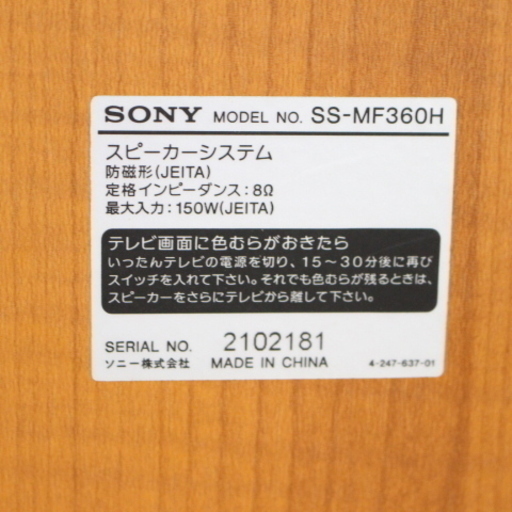 SONY MODEL NO. SS-MF360H
スピーカーシステム
防磁形(JEITA)
定格インピーダンス:8Ω
最大入力:150W(JEITA)
テレビ画面に色むらがおきたら
いったんテレビの電源を切り、15~30分後に再び
スイッチを入れて下さい。それでも色むらが残るときは、
スピーカーをさらにテレビから離して下さい。
SERIAL NO. 2102181
ソニー株式会社 MADE IN CHINA 4-247-637-01